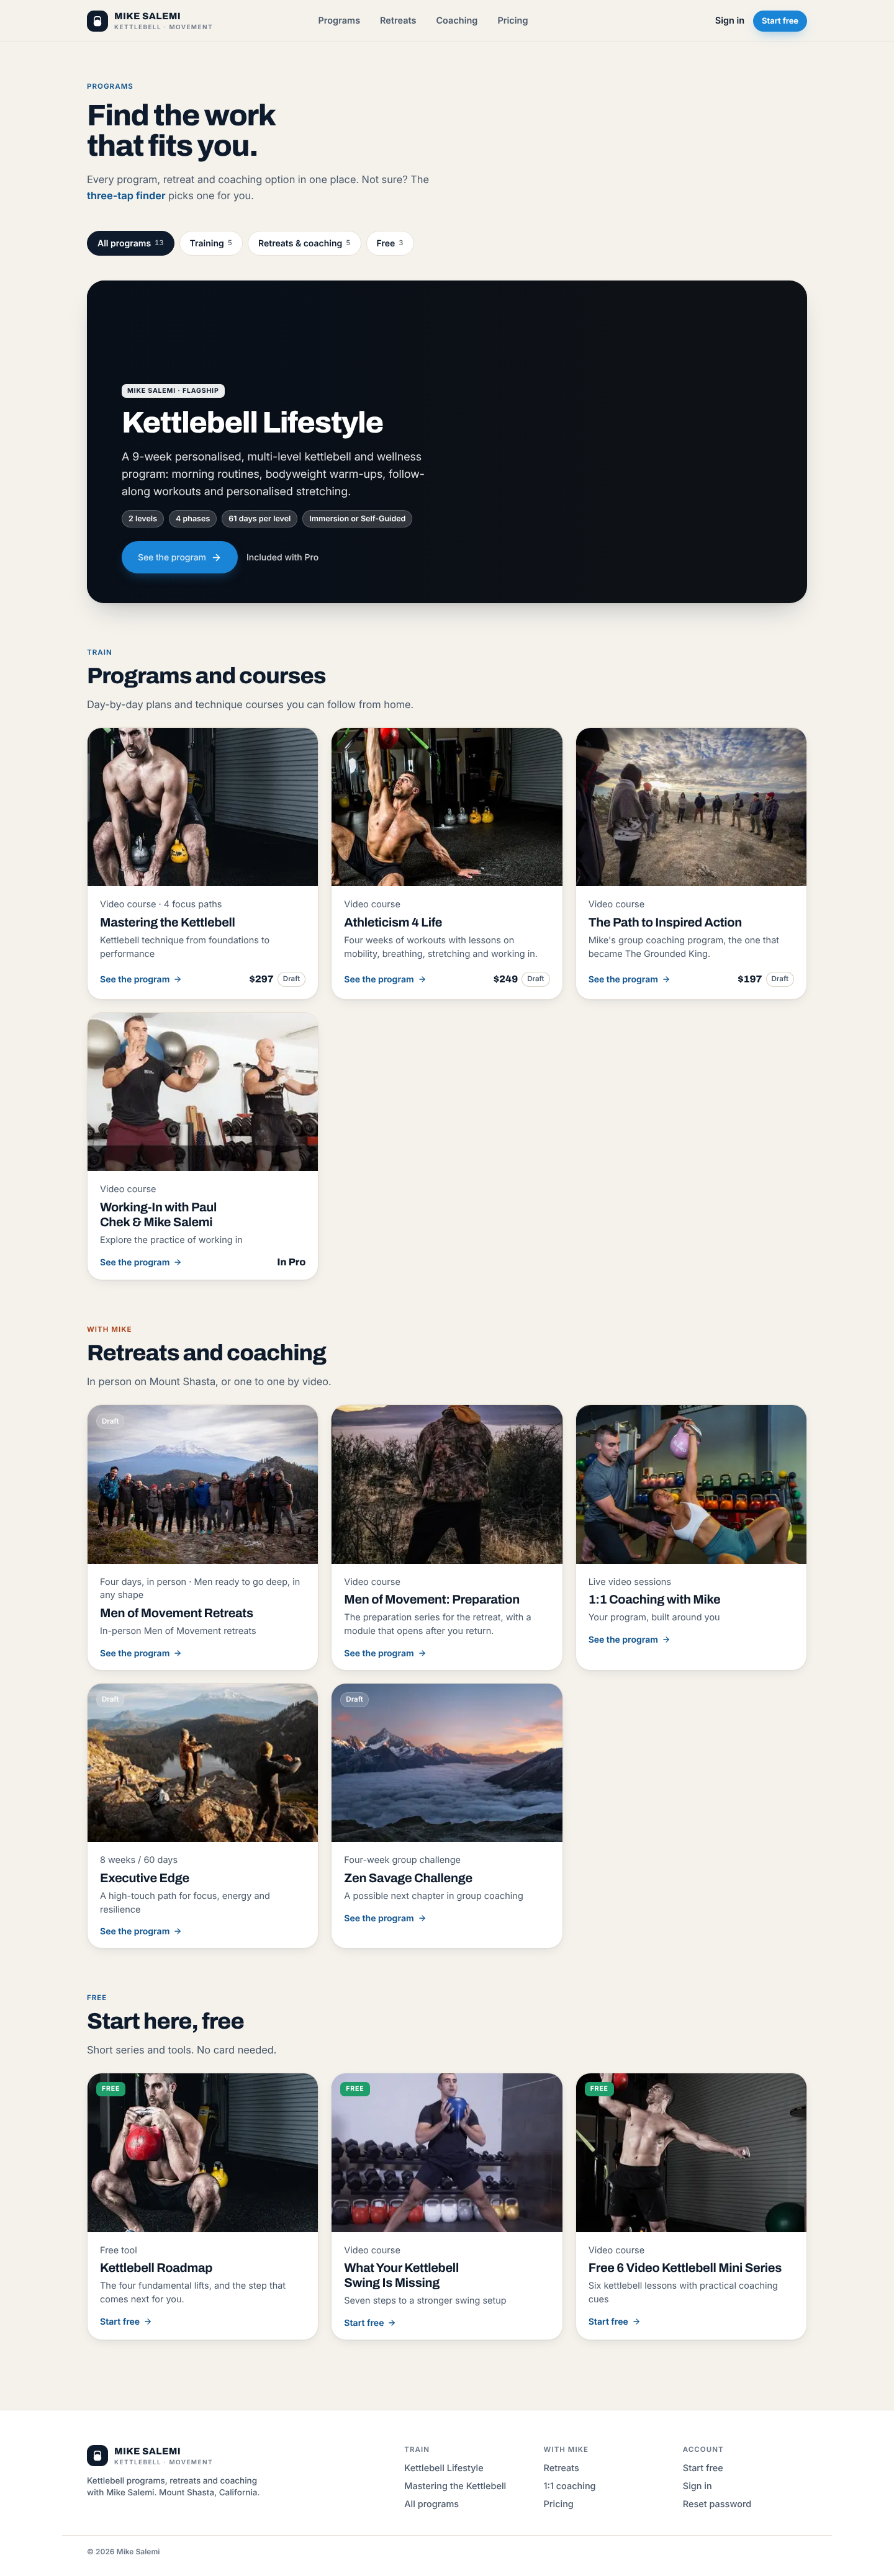 MIKE SALEMI
KETTLEBELL · MOVEMENT
Programs
Retreats
Coaching
Pricing
Sign in
Start free
PROGRAMS
Find the work
that fits you.
Every program, retreat and coaching option in one place. Not sure? The
three-tap finder picks one for you.
All programs 13
Training 5
Retreats & coaching 5
Free 3
MIKE SALEMI · FLAGSHIP
Kettlebell Lifestyle
A 9-week personalised, multi-level kettlebell and wellness
program: morning routines, bodyweight warm-ups, follow-
along workouts and personalised stretching.
2 levels
4 phases
61 days per level
Immersion or Self-Guided
See the program →
Included with Pro
TRAIN
Programs and courses
Day-by-day plans and technique courses you can follow from home.
Video course · 4 focus paths
Mastering the Kettlebell
Kettlebell technique from foundations to
performance
See the program →
$297
Draft
Video course
Athleticism 4 Life
Four weeks of workouts with lessons on
mobility, breathing, stretching and working in.
See the program →
$249
Draft
Video course
The Path to Inspired Action
Mike's group coaching program, the one that
became The Grounded King.
See the program →
$197
Draft
Video course
Working-In with Paul
Chek & Mike Salemi
Explore the practice of working in
See the program →
In Pro
WITH MIKE
Retreats and coaching
In person on Mount Shasta, or one to one by video.
Draft
Four days, in person · Men ready to go deep, in
any shape
Men of Movement Retreats
In-person Men of Movement retreats
See the program →
Video course
Men of Movement: Preparation
The preparation series for the retreat, with a
module that opens after you return.
See the program →
Live video sessions
1:1 Coaching with Mike
Your program, built around you
See the program →
Draft
8 weeks / 60 days
Executive Edge
A high-touch path for focus, energy and
resilience
See the program →
Draft
Four-week group challenge
Zen Savage Challenge
A possible next chapter in group coaching
See the program →
FREE
Start here, free
Short series and tools. No card needed.
FREE
Free tool
Kettlebell Roadmap
The four fundamental lifts, and the step that
comes next for you.
Start free →
FREE
Video course
What Your Kettlebell
Swing Is Missing
Seven steps to a stronger swing setup
Start free →
FREE
Video course
Free 6 Video Kettlebell Mini Series
Six kettlebell lessons with practical coaching
cues
Start free →
MIKE SALEMI
KETTLEBELL · MOVEMENT
Kettlebell programs, retreats and coaching
with Mike Salemi. Mount Shasta, California.
TRAIN
Kettlebell Lifestyle
Mastering the Kettlebell
All programs
WITH MIKE
Retreats
1:1 coaching
Pricing
ACCOUNT
Start free
Sign in
Reset password
© 2026 Mike Salemi